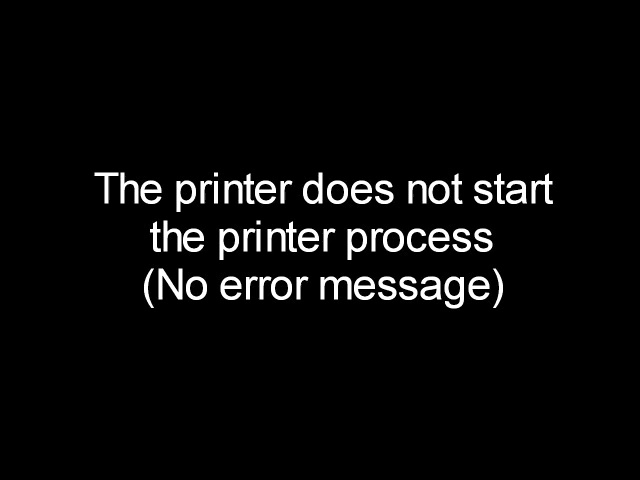 The printer does not start
the printer process
(No error message)